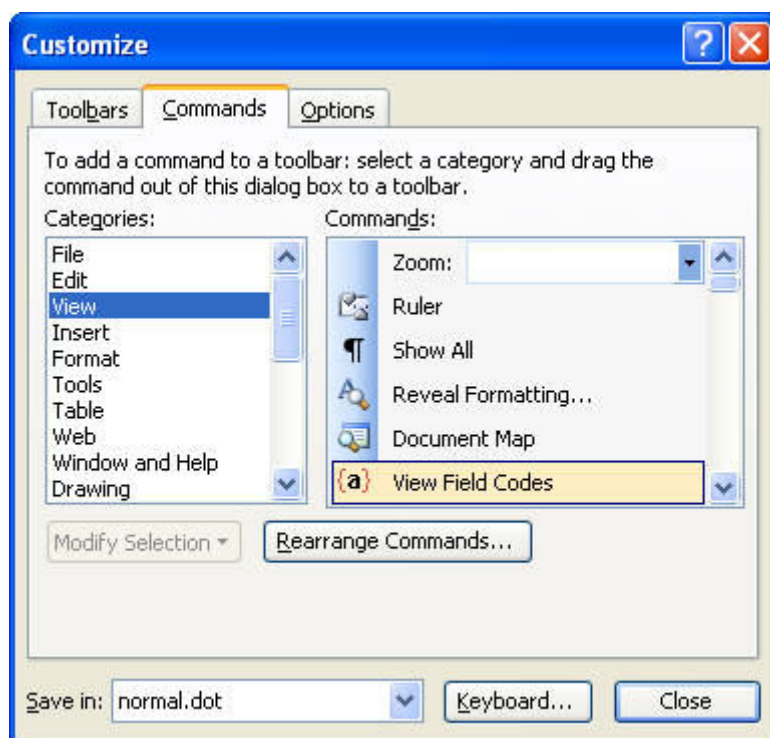 Customize
Toolbars Commands Options
To add a command to a toolbar: select a category and drag the
command out of this dialog box to a toolbar.
Categories: Commands:
File
Edit
View
Insert
Format
Tools
Table
Web
Window and Help
Drawing
Zoom:
Ruler
¶ Show All
Reveal Formatting...
Document Map
{a} View Field Codes
Modify Selection Rearrange Commands...
Save in: normal.dot Keyboard... Close